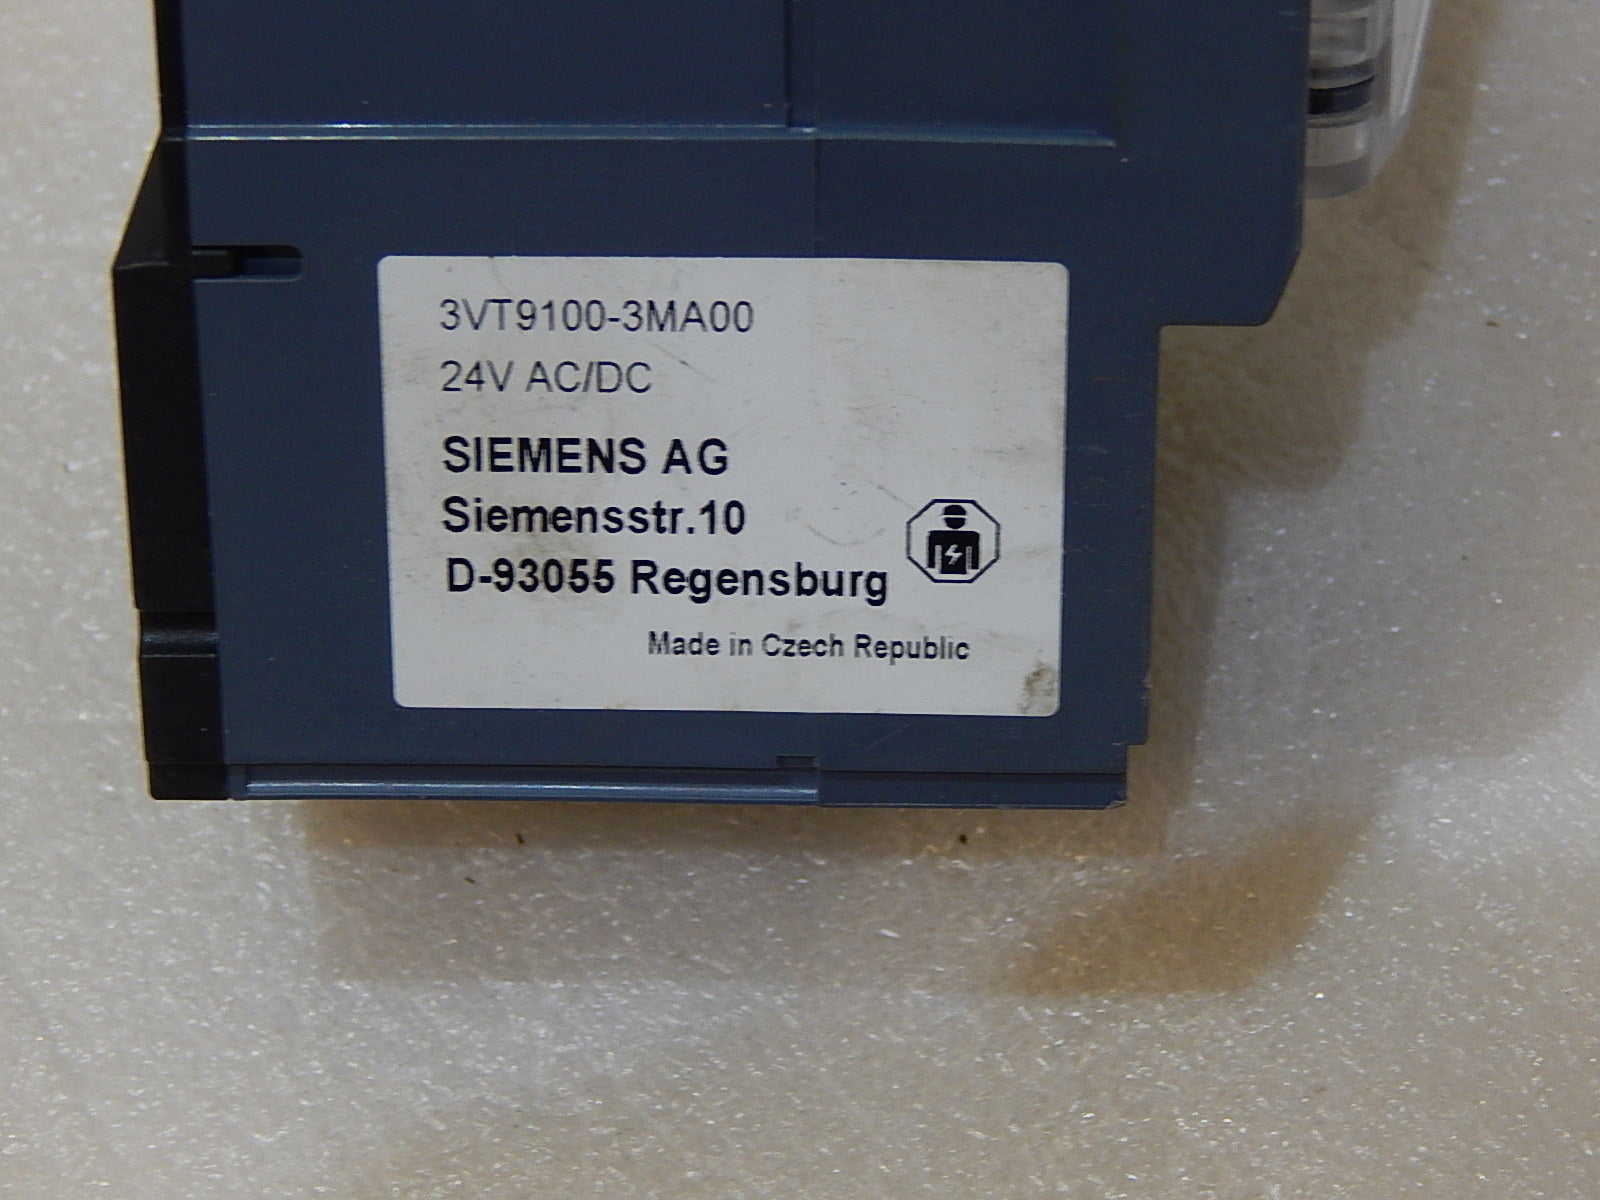 3VT9100-3MA00
24V AC/DC
SIEMENS AG
Siemensstr.10
D-93055 Regensburg
Made in Czech Republic